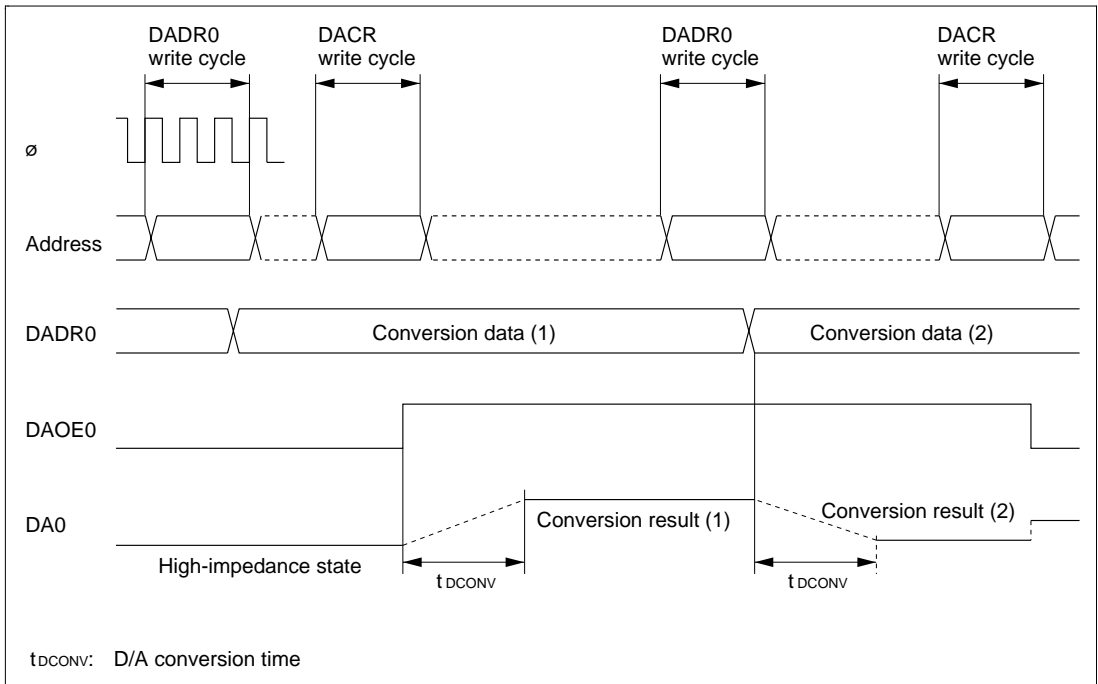 DADR0
write cycle
DACR
write cycle
DADR0
write cycle
DACR
write cycle
ø
Address
DADR0
Conversion data (1)
Conversion data (2)
DAOE0
DA0
Conversion result (1)
Conversion result (2)
High-impedance state
tDCONV
tDCONV
tDCONV: D/A conversion time